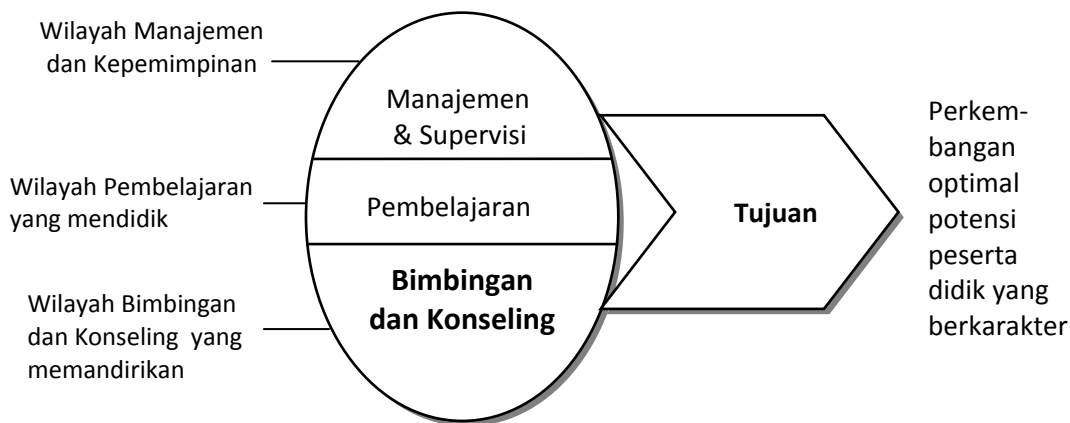 Wilayah Manajemen
dan Kepemimpinan
Manajemen
& Supervisi
Wilayah Pembelajaran
yang mendidik
Pembelajaran
Wilayah Bimbingan
dan Konseling yang
memandirikan
Bimbingan
dan Konseling
Tujuan
Perkem-
bangan
optimal
potensi
peserta
didik yang
berkarakter